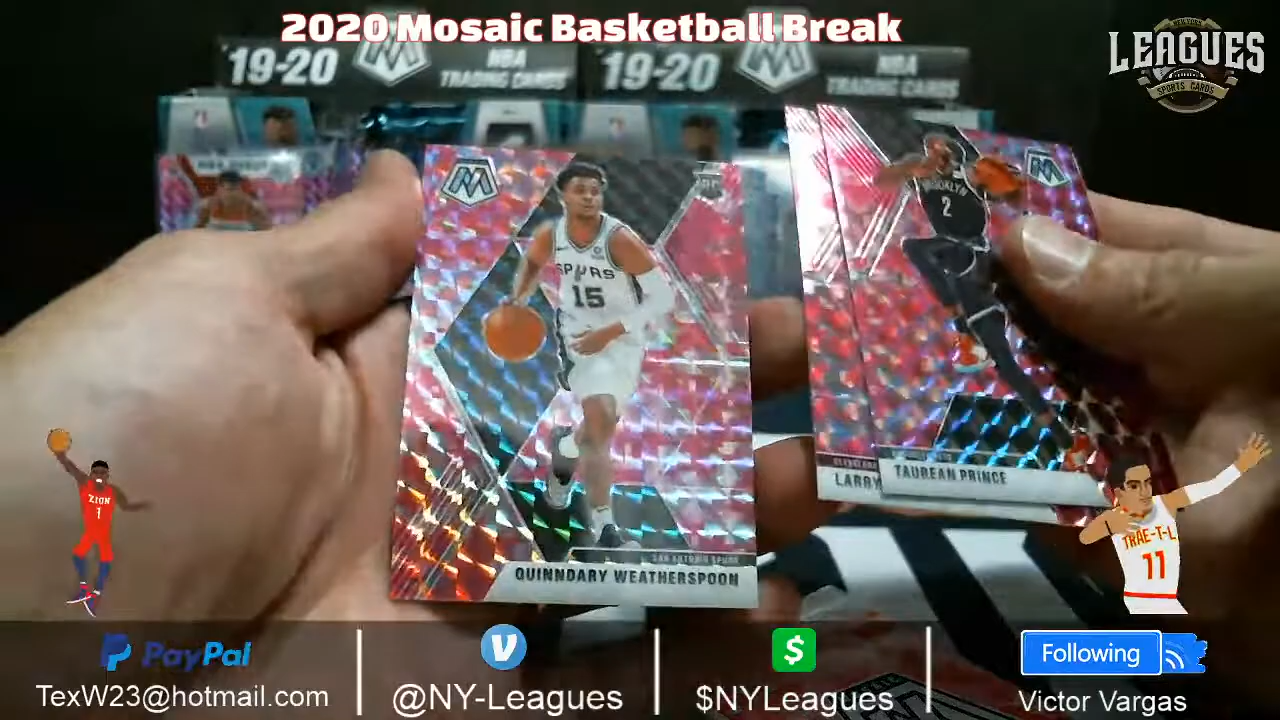 2020 Mosaic Basketball Break
LEAGUES
SPORTS CARDS
19-20
NBA
TRADING CARDS
19-20
NBA
TRADING CARDS
BROOKLYN
2
SPURS
15
LARRY
TAUREAN PRINCE
SAN ANTONIO SPURS
QUINNDARY WEATHERSPOON
ZION
1
TRAE-T-L
11
PayPal
Following
TexW23@hotmail.com
@NY-Leagues
$NYLeagues
Victor Vargas